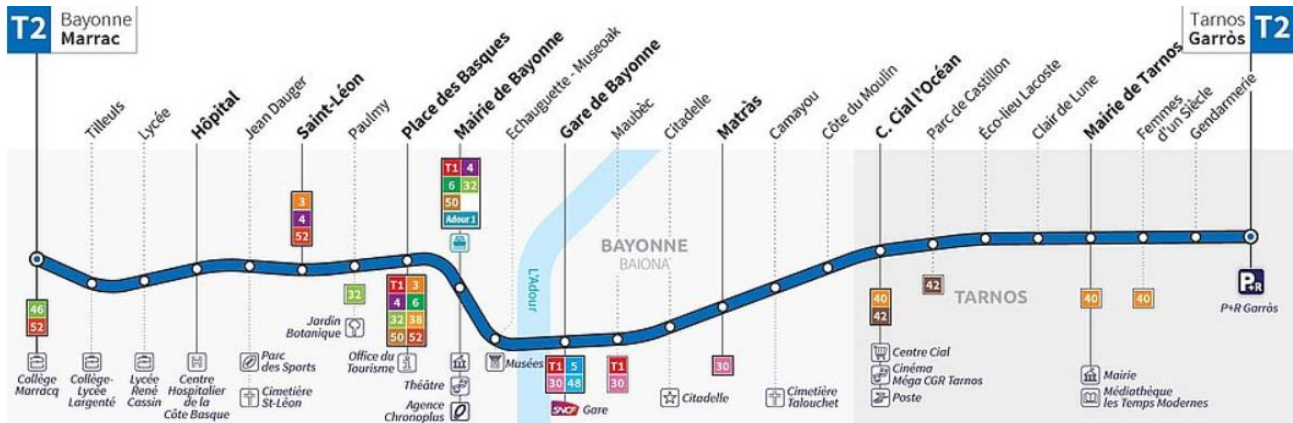 T2
Bayonne
Marrac
Tarnos
Garròs
T2
Tilleuls
Lycée
Hôpital
Jean Dauger
Saint-Léon
Paulmy
Place des Basques
Mairie de Bayonne
Echauguette - Museoak
Gare de Bayonne
Maubèc
Citadelle
Matràs
Camayou
Côte du Moulin
C. Cial l'Océan
Parc de Castillon
Éco-lieu Lacoste
Clair de Lune
Mairie de Tarnos
Femmes
d'un Siècle
Gendarmerie
3
4
52
T1 4
6 32
50
Adour 1
L'Adour
BAYONNE
BAIONA
TARNOS
46
52
32
T1 3
4 6
32 38
50 52
T1 5
30 48
T1
30
30
40
42
42
40
40
P+R
P+R Garròs
Collège
Marracq
Collège-
Lycée
Largenté
Lycée
René
Cassin
H
Centre
Hospitalier
de la
Côte Basque
Parc
des Sports
Cimetière
St-Léon
Jardin
Botanique
Office du
Tourisme
i
Théâtre
Agence
Chronoplus
Musées
SNCF
Gare
Citadelle
Cimetière
Talouchet
Centre Cial
Cinéma
Méga CGR Tarnos
Poste
Mairie
Médiathèque
les Temps Modernes